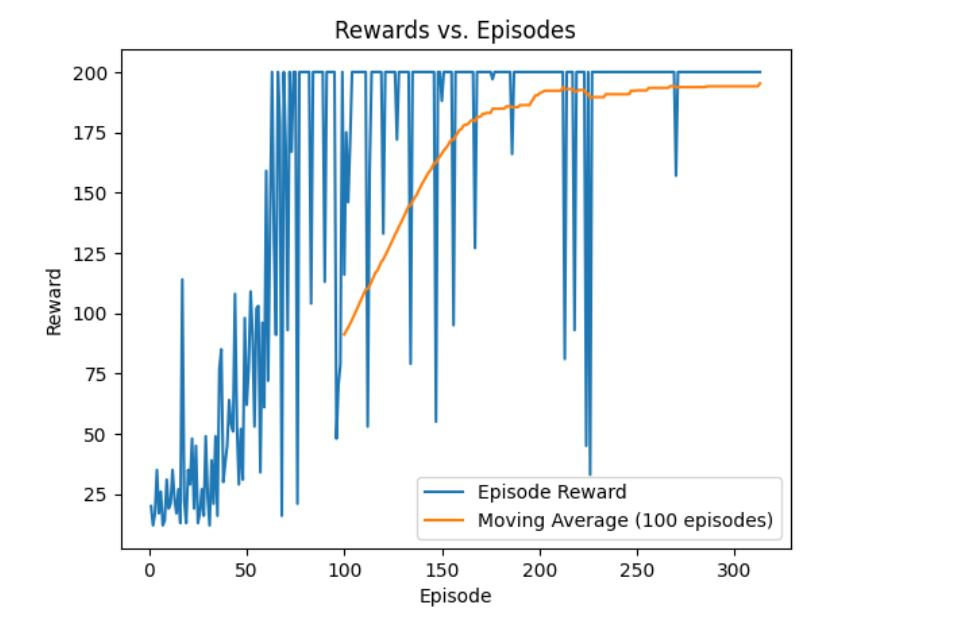 Rewards vs. Episodes
200
175
150
125
100
75
50
25
Reward
Episode Reward
Moving Average (100 episodes)
0 50 100 150 200 250 300
Episode